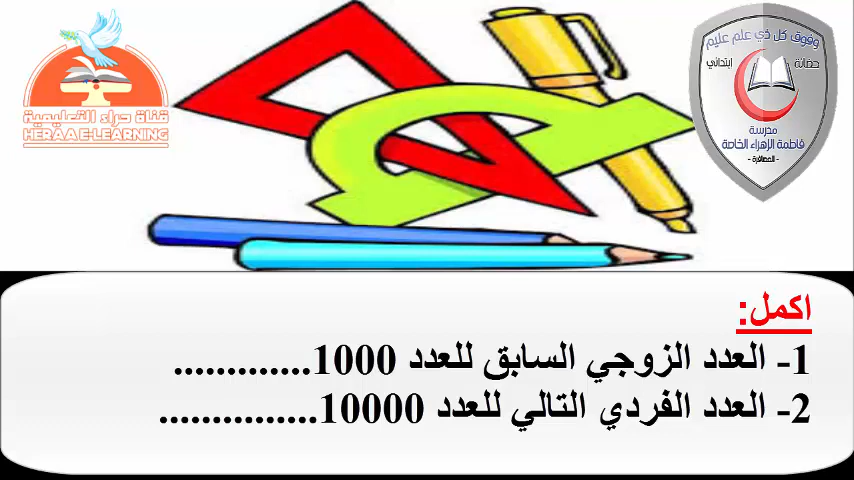 قناة حراء التعليمية
HERAA E-LEARNING
وفوق كل ذي علم عليم
حضانة ابتدائي
مدرسة
فاطمة الزهراء الخاصة
- العصافرة -
اكمل:
1- العدد الزوجي السابق للعدد 1000.............
2- العدد الفردي التالي للعدد 10000...............